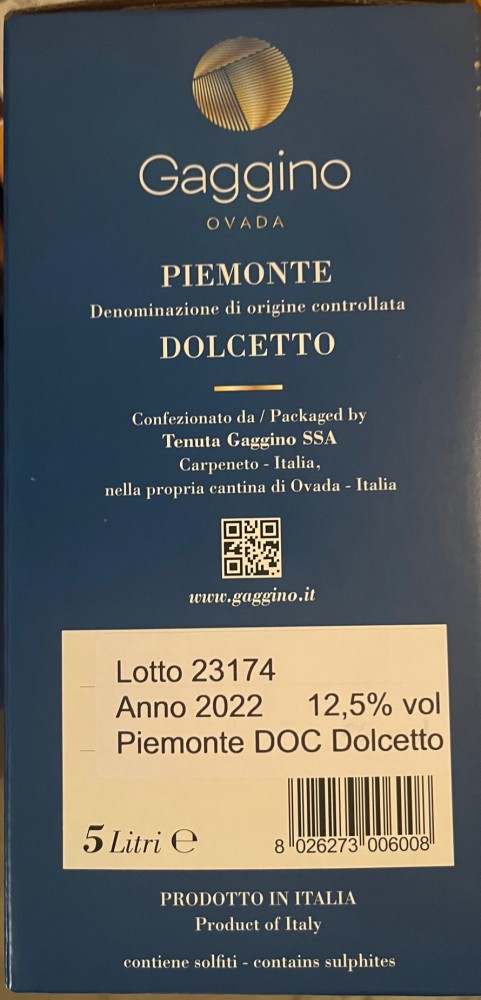 Gaggino
OVADA
PIEMONTE
Denominazione di origine controllata
DOLCETTO
Confezionato da / Packaged by
Tenuta Gaggino SSA
Carpeneto - Italia,
nella propria cantina di Ovada - Italia
www.gaggino.it
Lotto 23174
Anno 2022 12,5% vol
Piemonte DOC Dolcetto
5 Litri ℮
8 026273 006008
PRODOTTO IN ITALIA
Product of Italy
contiene solfiti - contains sulphites